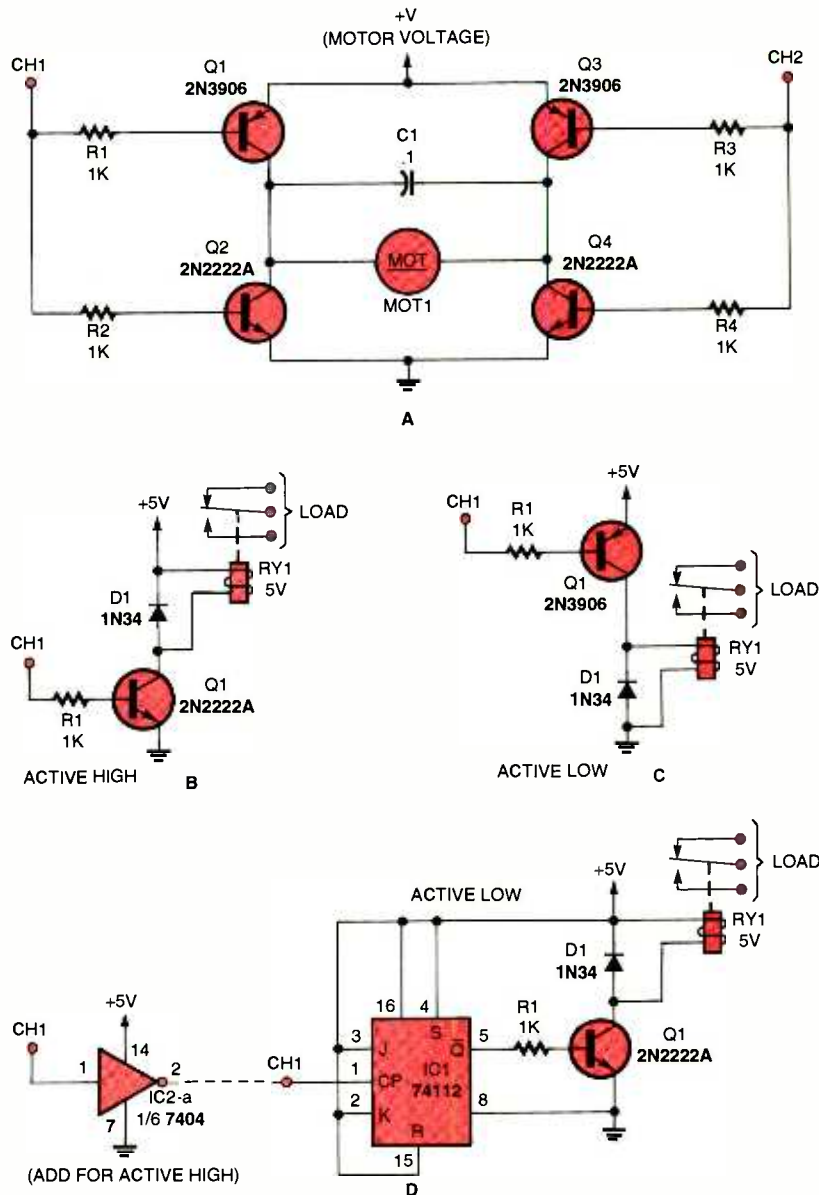 +V
(MOTOR VOLTAGE)
CH1
Q1
2N3906
Q3
2N3906
CH2
R1
1K
C1
.1
R3
1K
Q2
2N2222A
MOT
MOT1
Q4
2N2222A
R2
1K
R4
1K
A
+5V
LOAD
RY1
5V
D1
1N34
CH1
R1
1K
Q1
2N2222A
ACTIVE HIGH
B
+5V
CH1
R1
1K
Q1
2N3906
LOAD
RY1
5V
D1
1N34
ACTIVE LOW
C
CH1
+5V
1
14
2
IC2-a
1/6 7404
7
(ADD FOR ACTIVE HIGH)
CH1
ACTIVE LOW
16
4
S
3
J
Q
5
1
CP
IC1
74112
2
K
8
R
15
R1
1K
+5V
D1
1N34
Q1
2N2222A
LOAD
RY1
5V
D